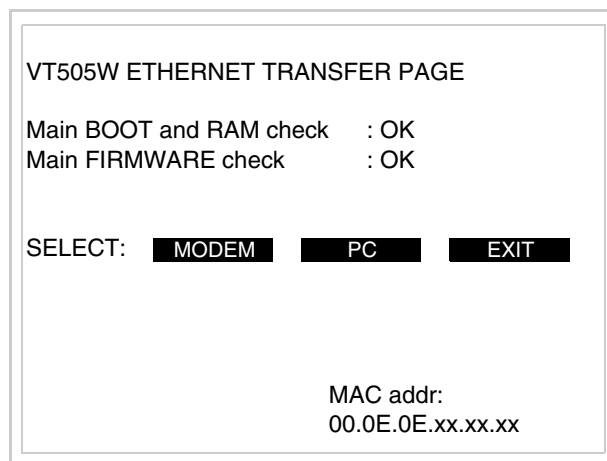 VT505W ETHERNET TRANSFER PAGE
Main BOOT and RAM check : OK
Main FIRMWARE check : OK
SELECT: MODEM PC EXIT
MAC addr:
00.0E.0E.xx.xx.xx